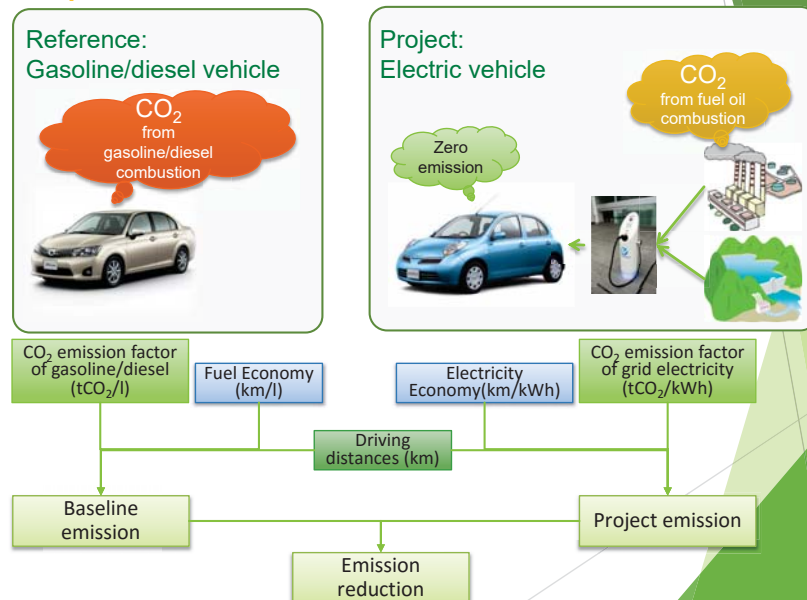 Reference:
Gasoline/diesel vehicle
CO₂
from
gasoline/diesel
combustion
Project:
Electric vehicle
CO₂
from fuel oil
combustion
Zero
emission
CO₂ emission factor
of gasoline/diesel
(tCO₂/l)
Fuel Economy
(km/l)
Electricity
Economy(km/kWh)
CO₂ emission factor
of grid electricity
(tCO₂/kWh)
Driving
distances (km)
Baseline
emission
Project emission
Emission
reduction